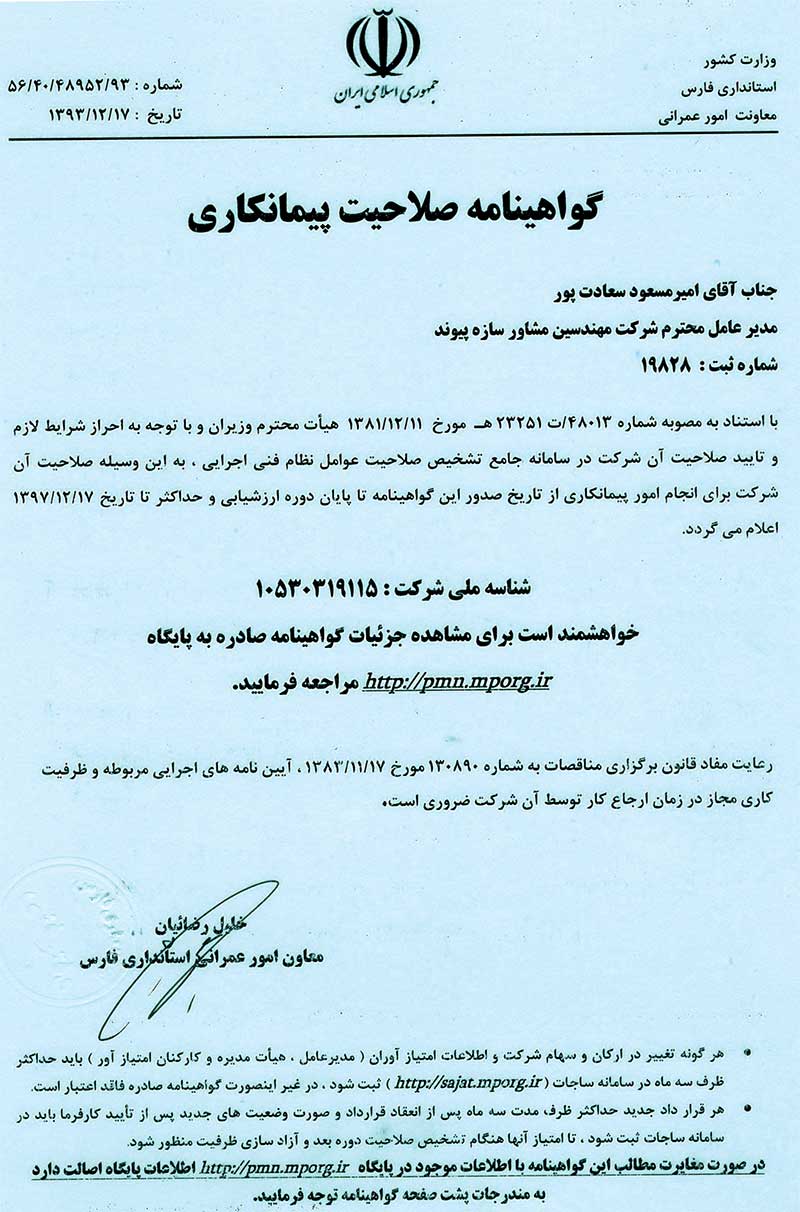 جمهوری اسلامی ایران
وزارت کشور
استانداری فارس
معاونت امور عمرانی
شماره : ۵۶/۴۰/۴۸۹۵۲/۹۳
تاریخ : ۱۳۹۳/۱۲/۱۷
گواهینامه صلاحیت پیمانکاری
جناب آقای امیرمسعود سعادت پور
مدیر عامل محترم شرکت مهندسین مشاور سازه پیوند
شماره ثبت : ۱۹۸۲۸
با استناد به مصوبه شماره ۴۸۰۱۳/ت ۲۳۲۵۱ هـ مورخ ۱۳۸۱/۱۲/۱۱ هیأت محترم وزیران و با توجه به احراز شرایط لازم
و تایید صلاحیت آن شرکت در سامانه جامع تشخیص صلاحیت عوامل نظام فنی اجرایی ، به این وسیله صلاحیت آن
شرکت برای انجام امور پیمانکاری از تاریخ صدور این گواهینامه تا پایان دوره ارزشیابی و حداکثر تا تاریخ ۱۳۹۷/۱۲/۱۷
اعلام می گردد.
شناسه ملی شرکت : ۱۰۵۳۰۳۱۹۱۱۵
خواهشمند است برای مشاهده جزئیات گواهینامه صادره به پایگاه
http://pmn.mporg.ir مراجعه فرمایید.
رعایت مفاد قانون برگزاری مناقصات به شماره ۱۳۰۸۹۰ مورخ ۱۳۸۳/۱۱/۱۷ ، آیین نامه های اجرایی مربوطه و ظرفیت
کاری مجاز در زمان ارجاع کار توسط آن شرکت ضروری است.
خلیل رضائیان
معاون امور عمرانی استانداری فارس
• هر گونه تغییر در ارکان و سهام شرکت و اطلاعات امتیاز آوران ( مدیرعامل ، هیأت مدیره و کارکنان امتیاز آور ) باید حداکثر
ظرف سه ماه در سامانه ساجات ( http://sajat.mporg.ir ) ثبت شود ، در غیر اینصورت گواهینامه صادره فاقد اعتبار است.
• هر قرار داد جدید حداکثر ظرف مدت سه ماه پس از انعقاد قرارداد و صورت وضعیت های جدید پس از تأیید کارفرما باید در
سامانه ساجات ثبت شود ، تا امتیاز آنها هنگام تشخیص صلاحیت دوره بعد و آزاد سازی ظرفیت منظور شود.
در صورت مغایرت مطالب این گواهینامه با اطلاعات موجود در پایگاه http://pmn.mporg.ir اطلاعات پایگاه اصالت دارد
به مندرجات پشت صفحه گواهینامه توجه فرمایید.